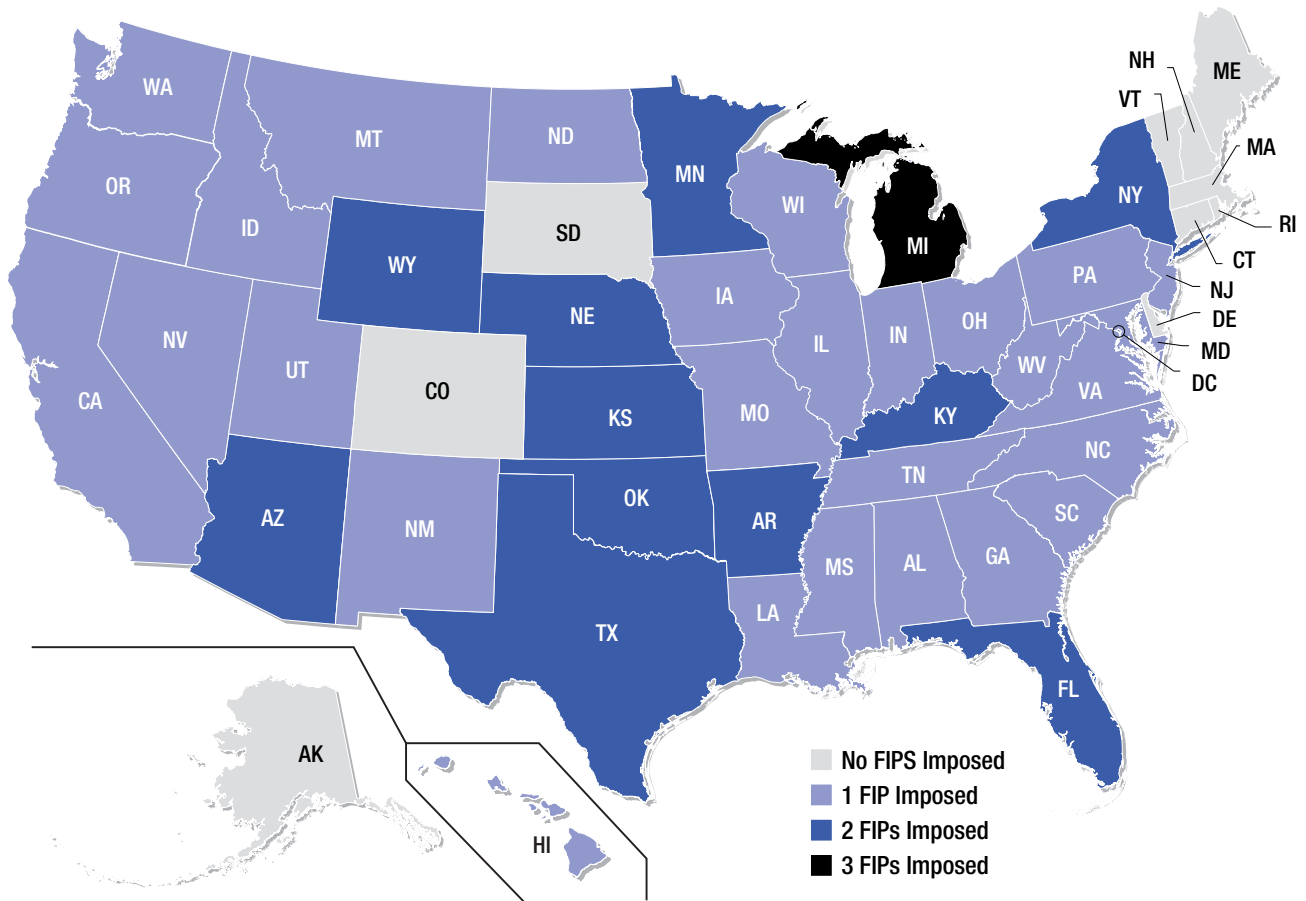 NH
ME
VT
WA
MT
ND
MN
MA
OR
ID
SD
WI
NY
RI
MI
WY
CT
PA
IA
NJ
NE
OH
DE
NV
IN
IL
MD
UT
WV
CO
DC
CA
VA
MO
KS
KY
NC
TN
OK
AZ
AR
SC
NM
GA
MS
AL
LA
TX
FL
AK
No FIPS Imposed
1 FIP Imposed
2 FIPs Imposed
HI
3 FIPs Imposed